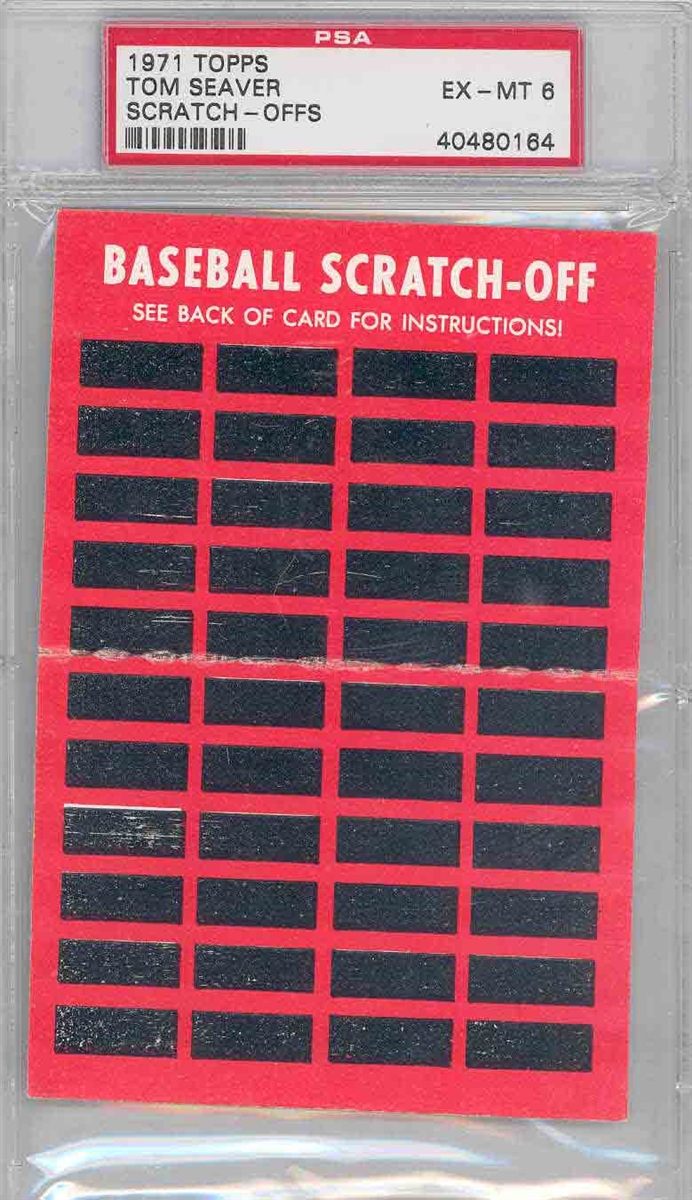 PSA
1971 TOPPS
TOM SEAVER EX-MT 6
SCRATCH-OFFS
40480164
BASEBALL SCRATCH-OFF
SEE BACK OF CARD FOR INSTRUCTIONS!